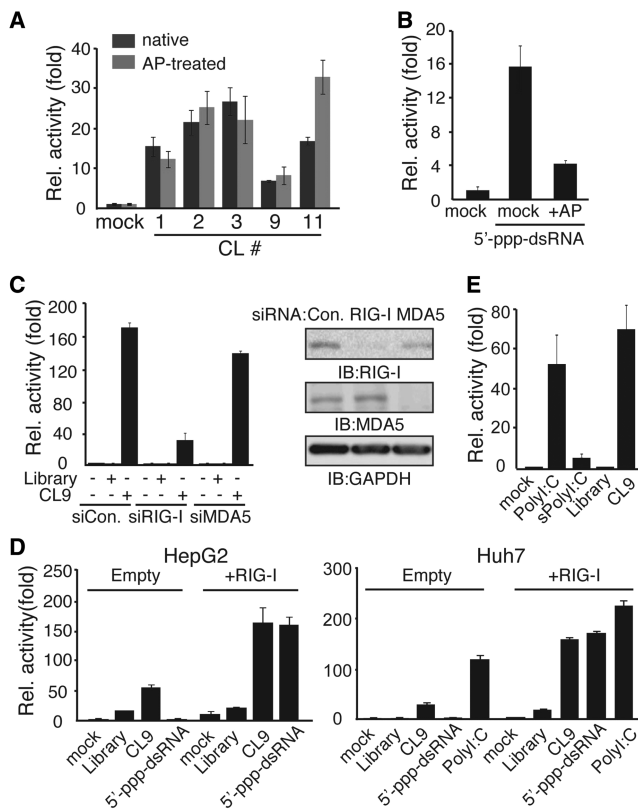 A
native
AP-treated
Rel. activity (fold)
40
30
20
10
0
mock
1 2 3 9 11
CL #
B
Rel. activity (fold)
20
16
12
8
4
0
mock mock +AP
5'-ppp-dsRNA
C
Rel. activity (fold)
200
160
120
80
40
0
Library - + - - + - - + -
CL9 - - + - - + - - +
siCon. siRIG-I siMDA5
siRNA:Con. RIG-I MDA5
IB:RIG-I
IB:MDA5
IB:GAPDH
E
Rel. activity (fold)
80
60
40
20
0
mock
PolyI:C
sPolyI:C
Library
CL9
D
HepG2
Empty +RIG-I
Rel. activity(fold)
250
200
150
100
50
0
mock
Library
CL9
5'-ppp-dsRNA
mock
Library
CL9
5'-ppp-dsRNA
Huh7
Empty +RIG-I
300
200
100
0
mock
Library
CL9
5'-ppp-dsRNA
PolyI:C
mock
Library
CL9
5'-ppp-dsRNA
PolyI:C